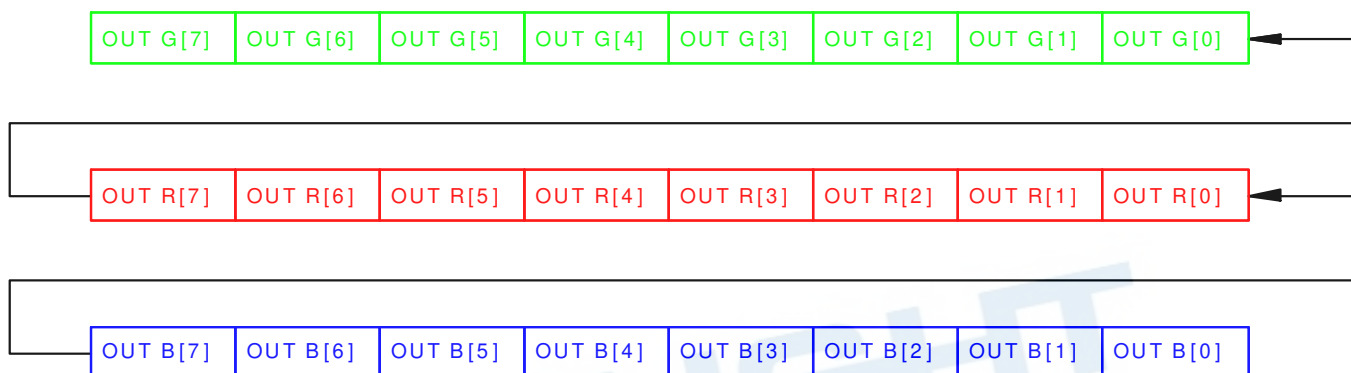 OUT G[7] OUT G[6] OUT G[5] OUT G[4] OUT G[3] OUT G[2] OUT G[1] OUT G[0]
OUT R[7] OUT R[6] OUT R[5] OUT R[4] OUT R[3] OUT R[2] OUT R[1] OUT R[0]
OUT B[7] OUT B[6] OUT B[5] OUT B[4] OUT B[3] OUT B[2] OUT B[1] OUT B[0]